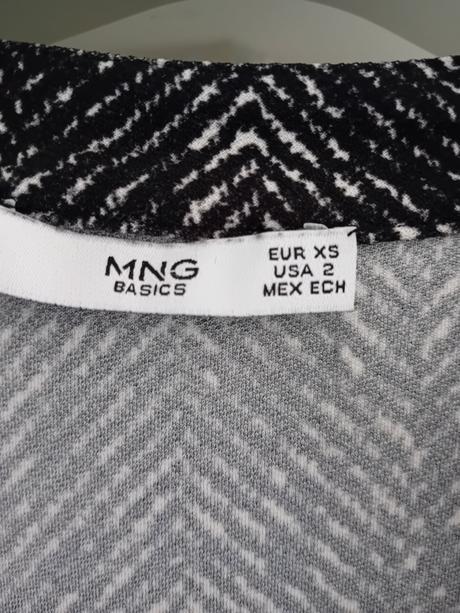 MNG
BASICS
EUR XS
USA 2
MEX ECH